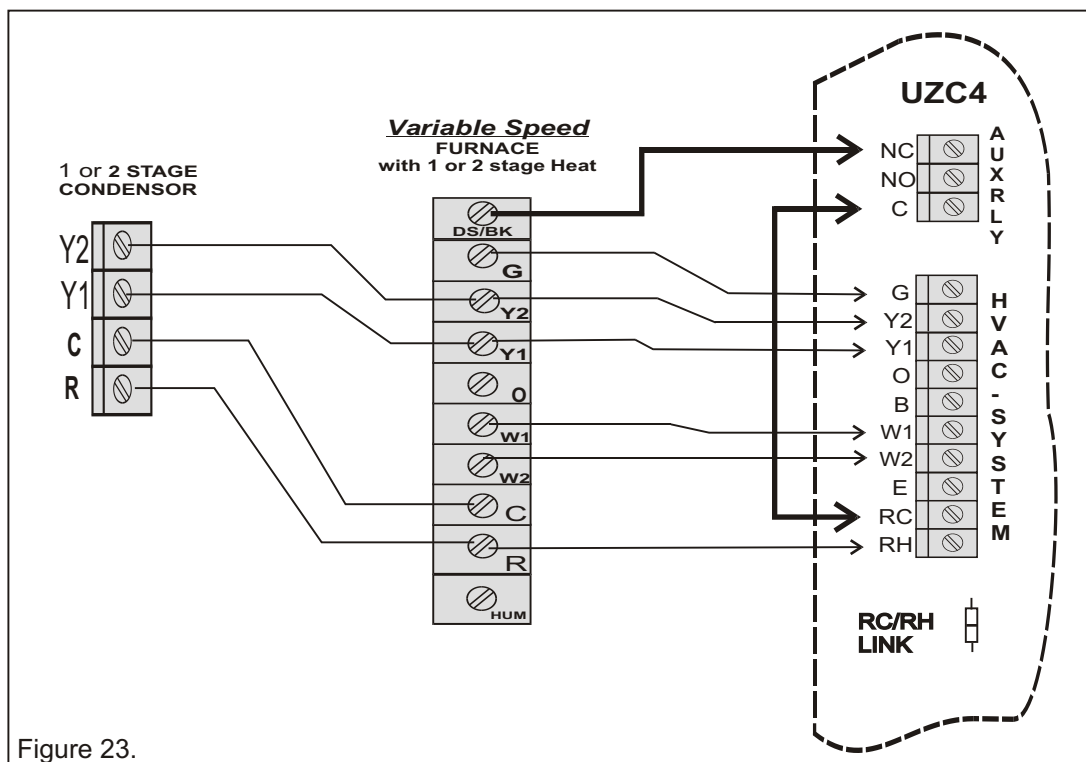 1 or 2 STAGE
CONDENSOR
Y2
Y1
C
R
Variable Speed
FURNACE
with 1 or 2 stage Heat
DS/BK
G
Y2
Y1
O
W1
W2
C
R
HUM
UZC4
NC
NO
C
AUXRLY
G
Y2
Y1
O
B
W1
W2
E
RC
RH
HVAC-SYSTEM
RC/RH
LINK
Figure 23.